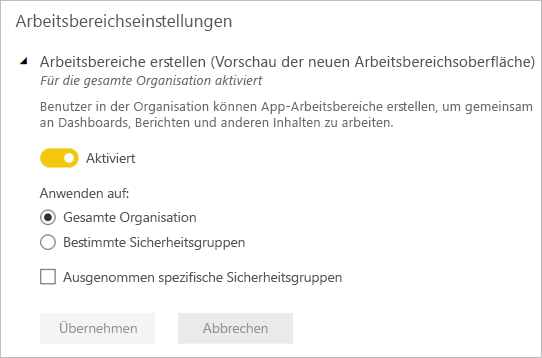 Arbeitsbereichseinstellungen
Arbeitsbereiche erstellen (Vorschau der neuen Arbeitsbereichsoberfläche)
Für die gesamte Organisation aktiviert
Benutzer in der Organisation können App-Arbeitsbereiche erstellen, um gemeinsam
an Dashboards, Berichten und anderen Inhalten zu arbeiten.
Aktiviert
Anwenden auf:
Gesamte Organisation
Bestimmte Sicherheitsgruppen
Ausgenommen spezifische Sicherheitsgruppen
Übernehmen
Abbrechen